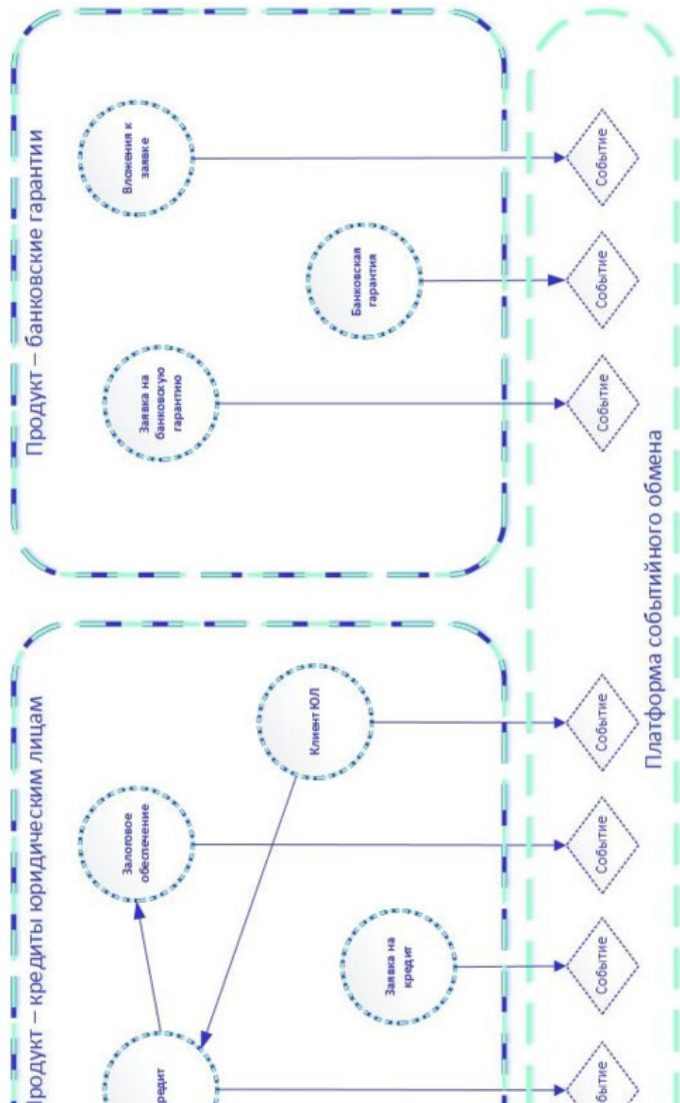 родукт – кредиты юридическим лицам
редит
Залоговое
обеспечение
Клиент ЮЛ
Заявка на
кредит
Продукт – банковские гарантии
Заявка на
банковскую
гарантию
Вложения к
заявке
Банковская
гарантия
бытие
Событие
Событие
Событие
Событие
Событие
Событие
Платформа событийного обмена